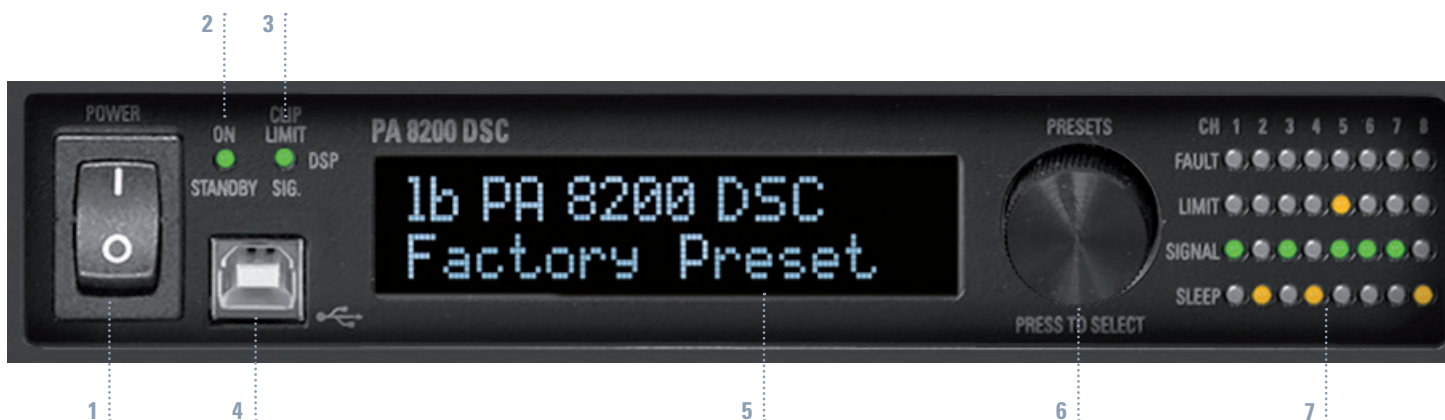 2 3
POWER
ON
CLIP
LIMIT
DSP
STANDBY SIG.
PA 8200 DSC
1b PA 8200 DSC
Factory Preset
PRESETS
PRESS TO SELECT
CH 1 2 3 4 5 6 7 8
FAULT
LIMIT
SIGNAL
SLEEP
1 4 5 6 7